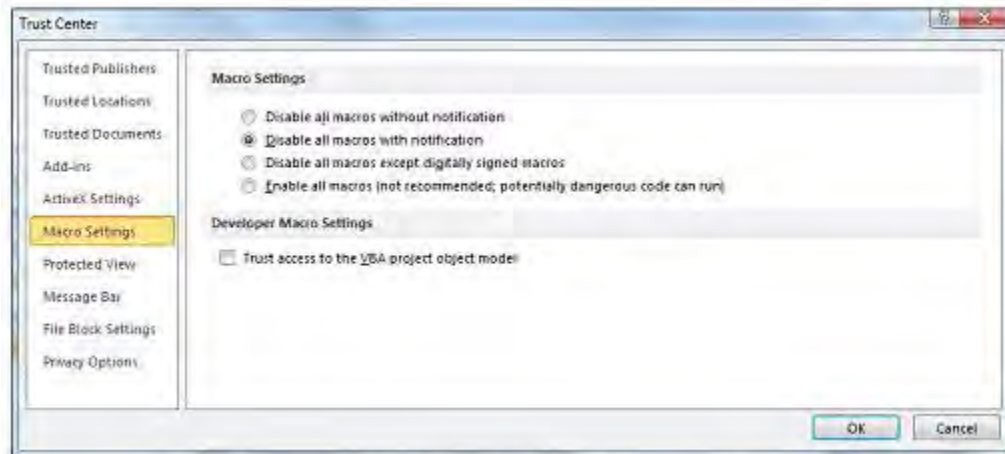 Trust Center
Trusted Publishers
Trusted Locations
Trusted Documents
Add-ins
ActiveX Settings
Macro Settings
Protected View
Message Bar
File Block Settings
Privacy Options
Macro Settings
Disable all macros without notification
Disable all macros with notification
Disable all macros except digitally signed macros
Enable all macros (not recommended; potentially dangerous code can run)
Developer Macro Settings
Trust access to the VBA project object model
OK
Cancel